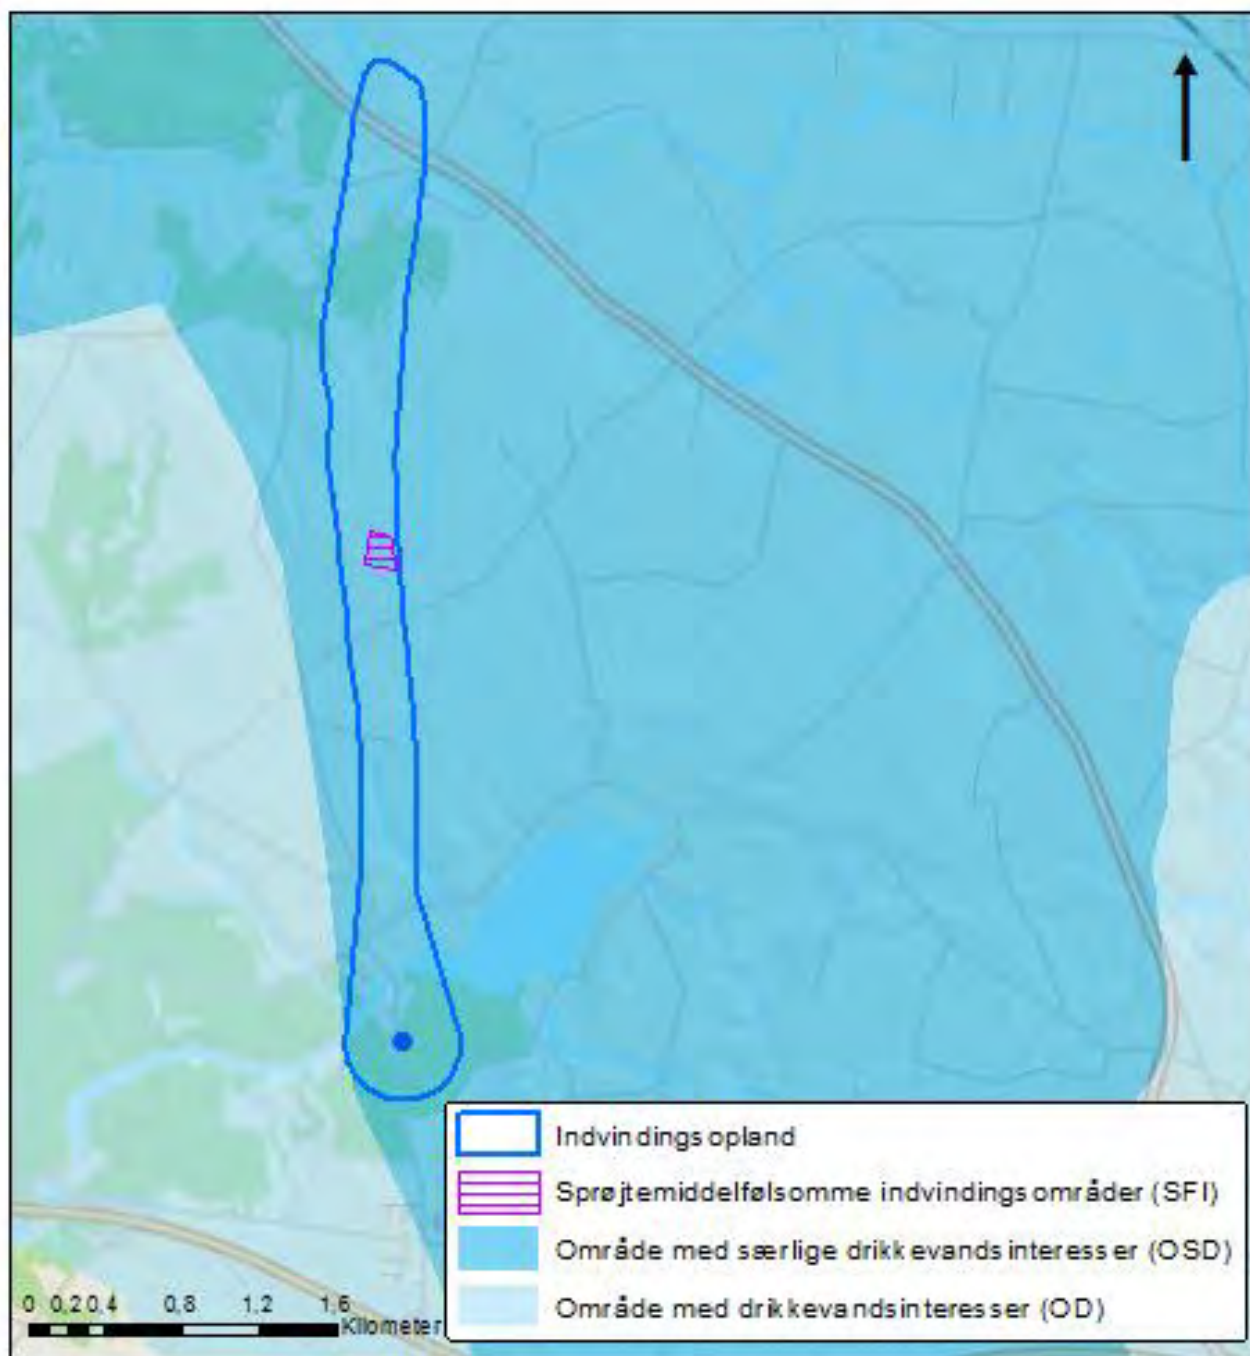 Indvindingsopland
Sprøjtemiddelfølsomme indvindingsområder (SFI)
Område med særlige drikkevandsinteresser (OSD)
Område med drikkevandsinteresser (OD)
0 0,2 0,4 0,8 1,2 1,6
Kilometer